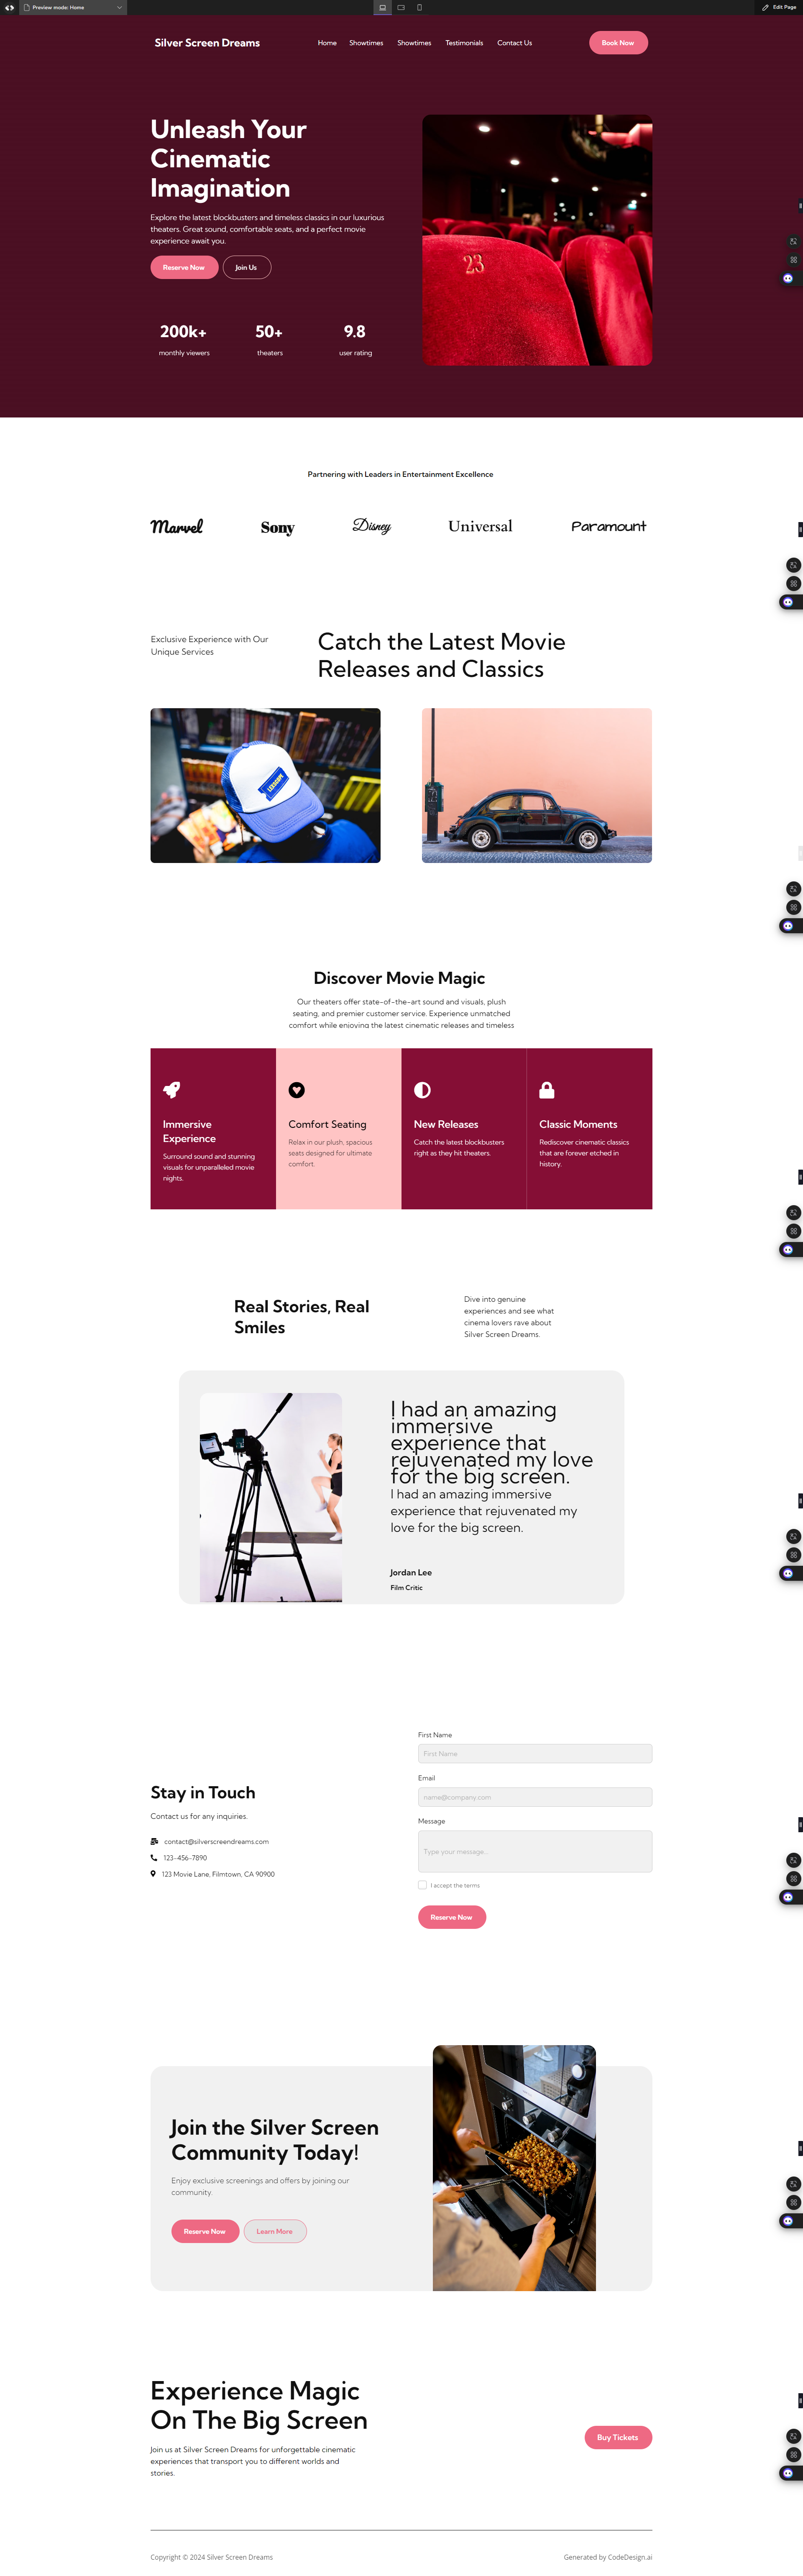 Preview mode: Home
Edit Page
Silver Screen Dreams
Home
Showtimes
Showtimes
Testimonials
Contact Us
Book Now
Unleash Your
Cinematic
Imagination
Explore the latest blockbusters and timeless classics in our luxurious
theaters. Great sound, comfortable seats, and a perfect movie
experience await you.
Reserve Now
Join Us
200k+
50+
9.8
monthly viewers
theaters
user rating
23
Partnering with Leaders in Entertainment Excellence
Marvel
Sony
Disney
Universal
Paramount
Exclusive Experience with Our
Unique Services
Catch the Latest Movie
Releases and Classics
Discover Movie Magic
Our theaters offer state-of-the-art sound and visuals, plush
seating, and premier customer service. Experience unmatched
comfort while enjoying the latest cinematic releases and timeless
Immersive
Experience
Surround sound and stunning
visuals for unparalleled movie
nights.
Comfort Seating
Relax in our plush, spacious
seats designed for ultimate
comfort.
New Releases
Catch the latest blockbusters
right as they hit theaters.
Classic Moments
Rediscover cinematic classics
that are forever etched in
history.
Real Stories, Real
Smiles
Dive into genuine
experiences and see what
cinema lovers rave about
Silver Screen Dreams.
I had an amazing
immersive
experience that
rejuvenated my love
for the big screen.
I had an amazing immersive
experience that rejuvenated my
love for the big screen.
Jordan Lee
Film Critic
Stay in Touch
Contact us for any inquiries.
contact@silverscreendreams.com
123-456-7890
123 Movie Lane, Filmtown, CA 90900
First Name
First Name
Email
name@company.com
Message
Type your message...
I accept the terms
Reserve Now
Join the Silver Screen
Community Today!
Enjoy exclusive screenings and offers by joining our
community.
Reserve Now
Learn More
Experience Magic
On The Big Screen
Join us at Silver Screen Dreams for unforgettable cinematic
experiences that transport you to different worlds and
stories.
Buy Tickets
Copyright © 2024 Silver Screen Dreams
Generated by CodeDesign.ai